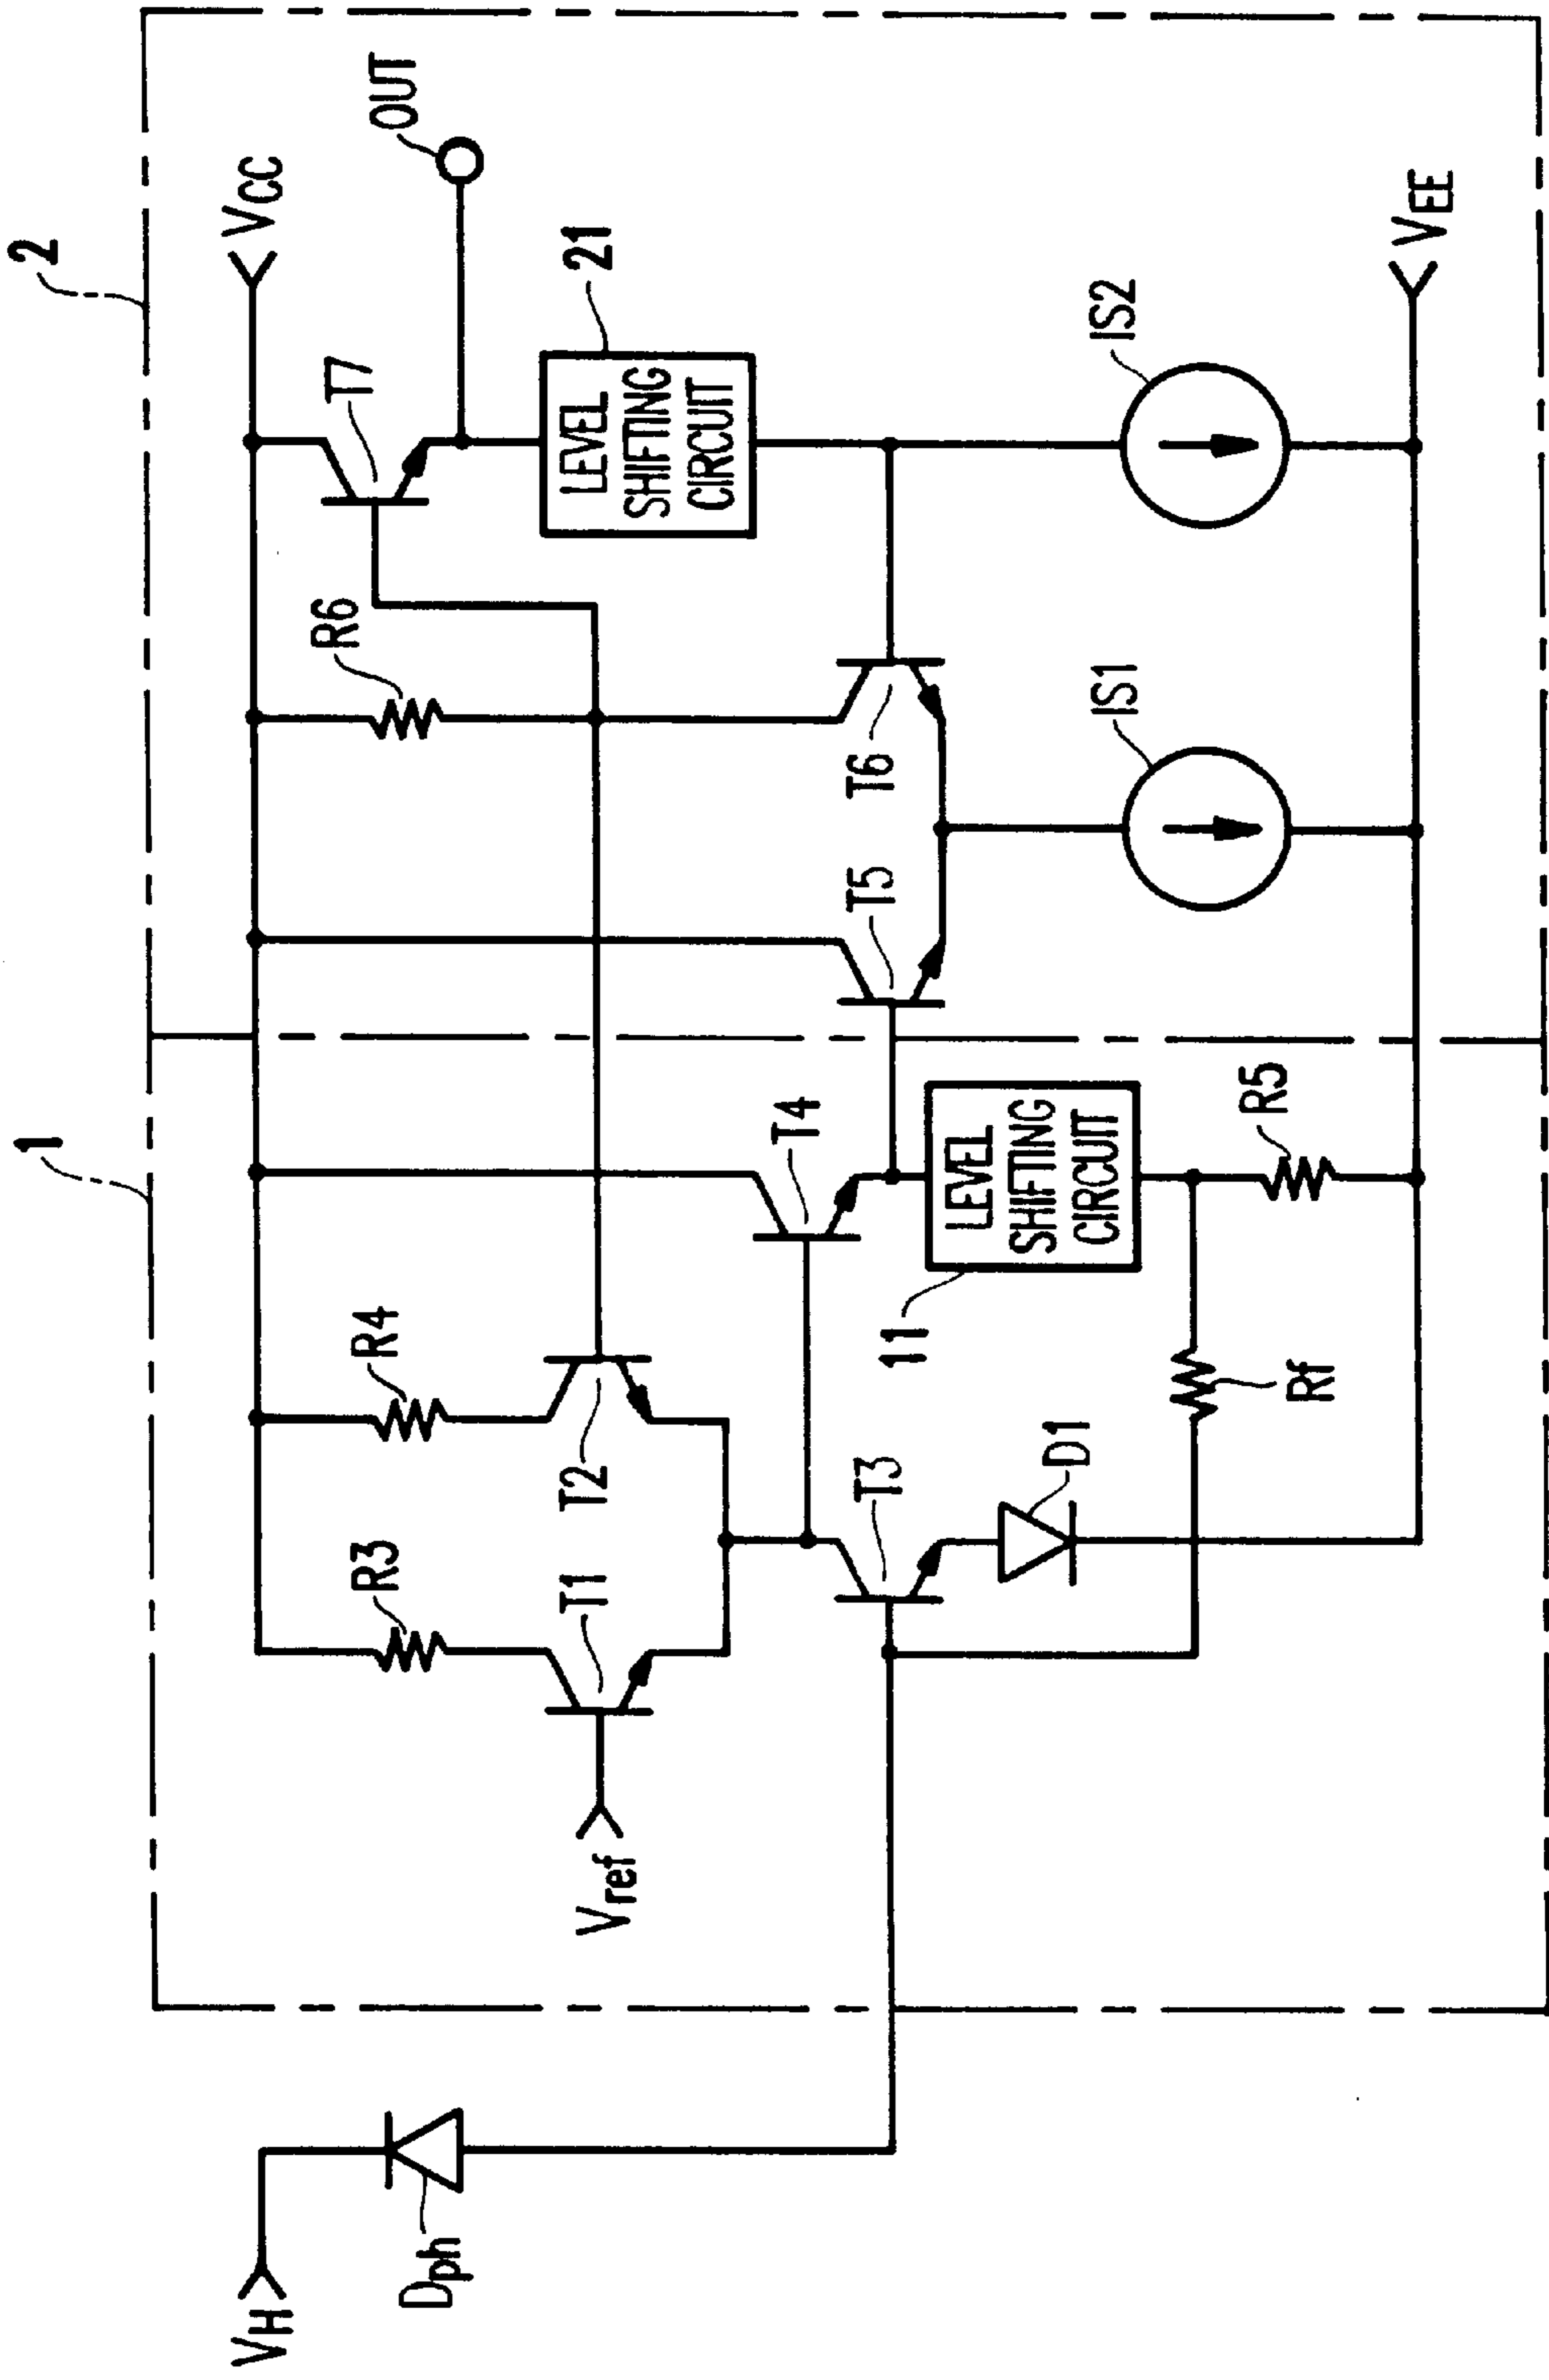 1
2
VH
Dph
Vref
R3
R4
T1
T2
T3
D1
T4
11
LEVEL
SHIFTING
CIRCUIT
Rf
R5
T5
T6
R6
T7
IS1
IS2
LEVEL
SHIFTING
CIRCUIT
21
VCC
OUT
VEE